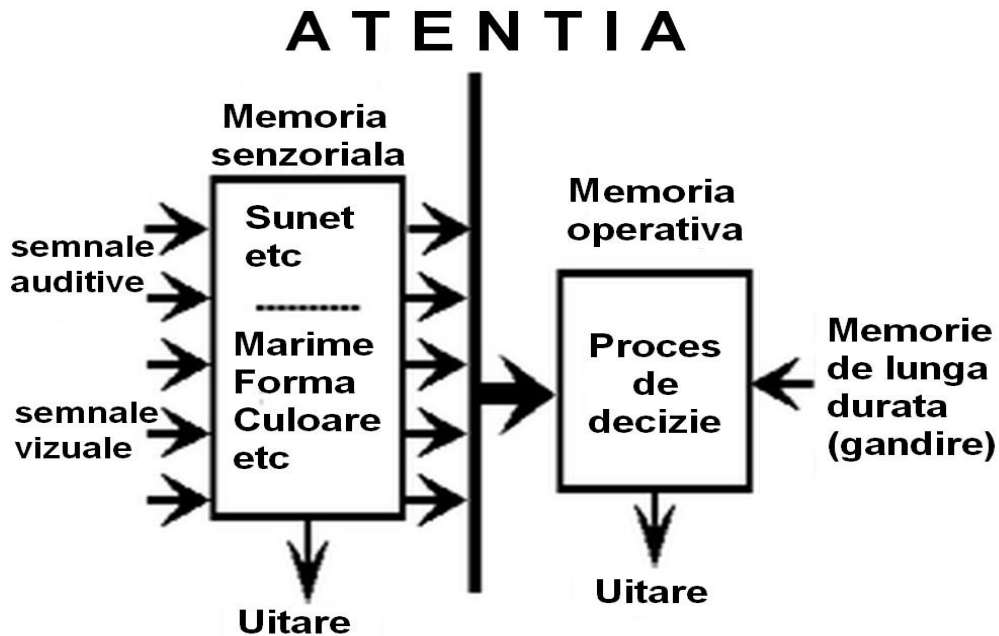 A T E N T I A
Memoria
senzoriala
semnale
auditive
semnale
vizuale
Sunet
etc
----------
Marime
Forma
Culoare
etc
Uitare
Memoria
operativa
Proces
de
decizie
Uitare
Memorie
de lunga
durata
(gandire)